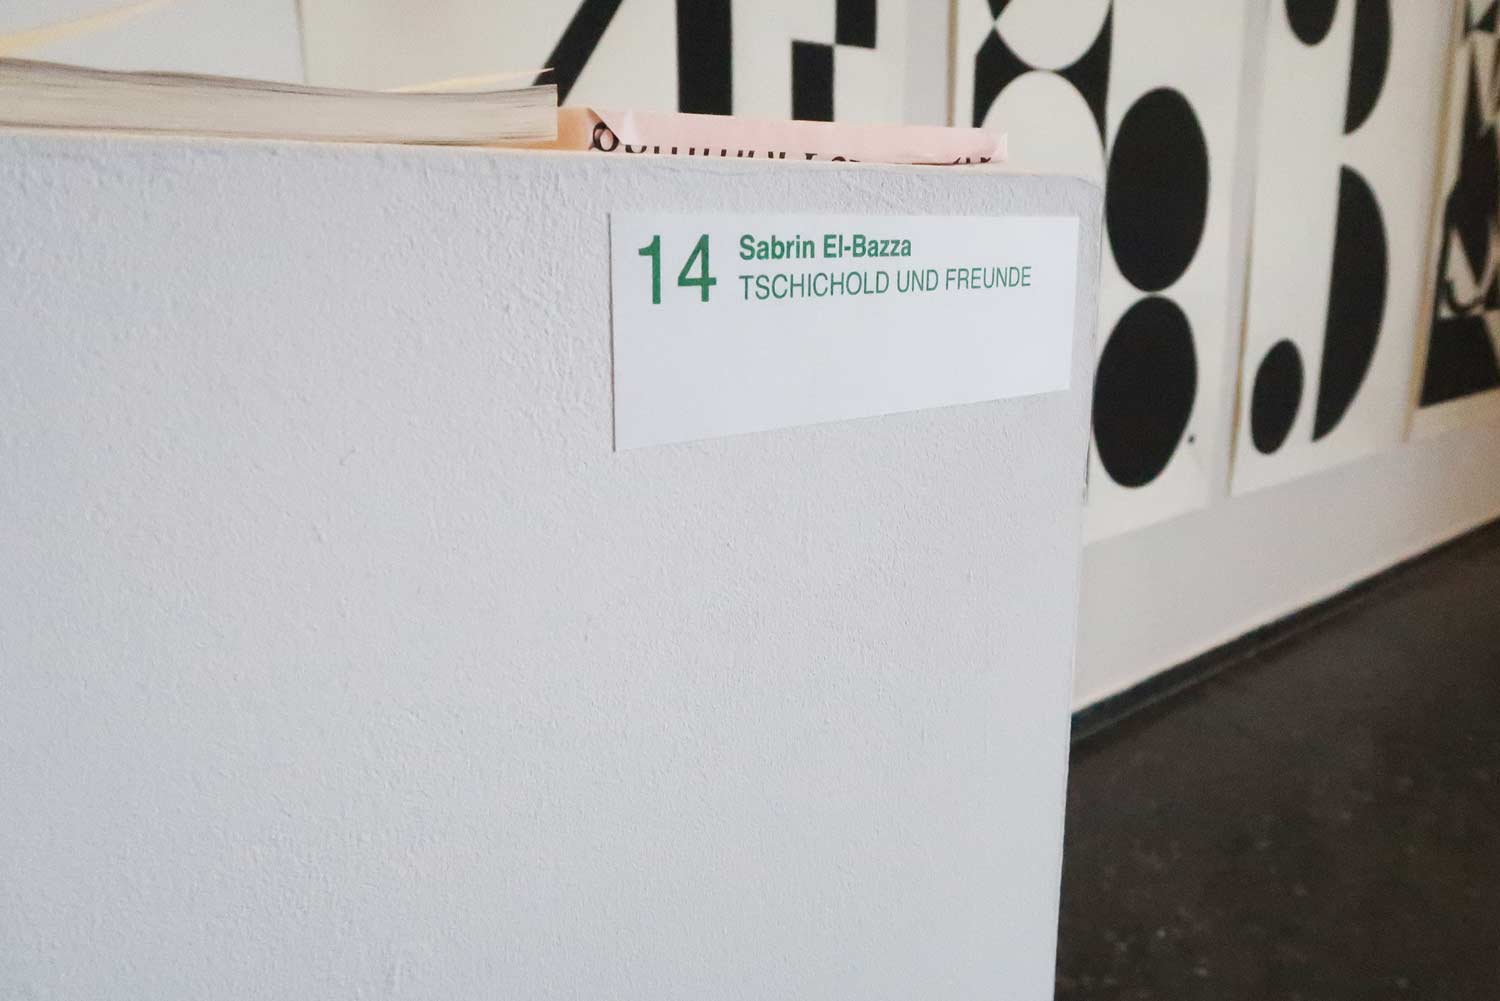 14
Sabrin El-Bazza
TSCHICHOLD UND FREUNDE